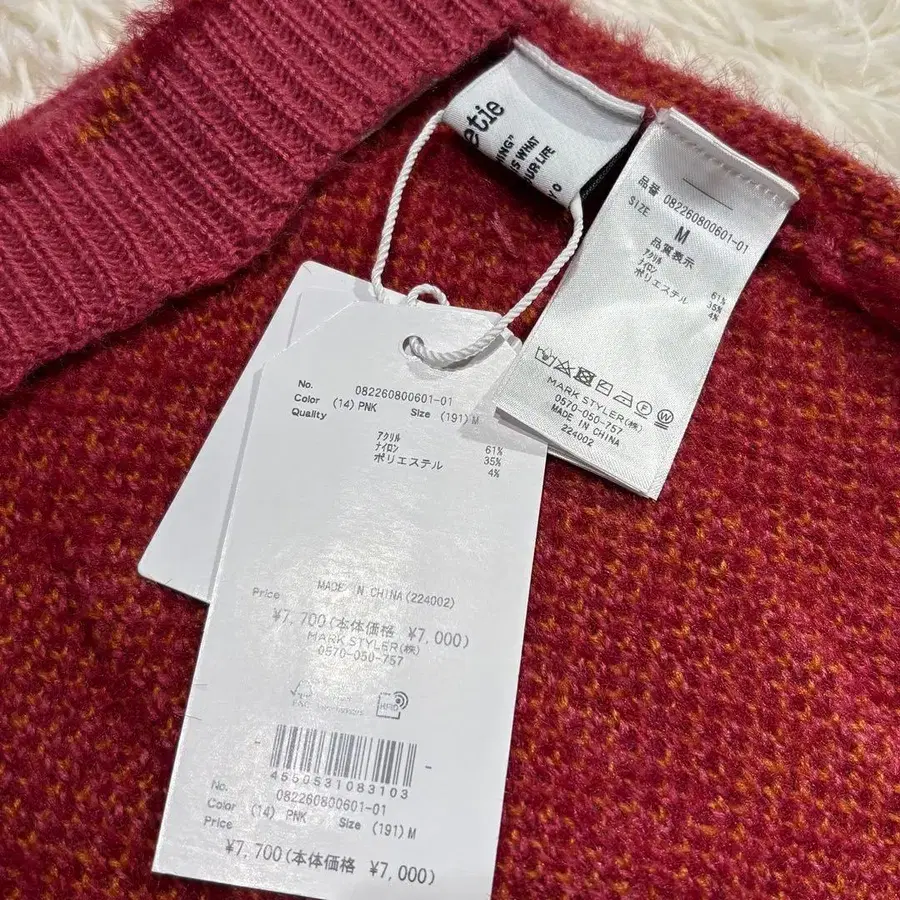 etie
ING"
S WHAT
UR LIFE
品番 082260800601-01
SIZE
M
品質表示
アクリル 61%
ナイロン 35%
ポリエステル 4%
MARK STYLER(株)
0570-050-757
MADE IN CHINA
224002
No. 082260800601-01
Color (14) PNK Size (191) M
Quality
アクリル 61%
ナイロン 35%
ポリエステル 4%
MADE IN CHINA(224002)
Price
¥7,700(本体価格 ¥7,000)
MARK STYLER(株)
0570-050-757
RFID
4550531083103
No. 082260800601-01
Color (14) PNK Size (191) M
Price
¥7,700(本体価格 ¥7,000)